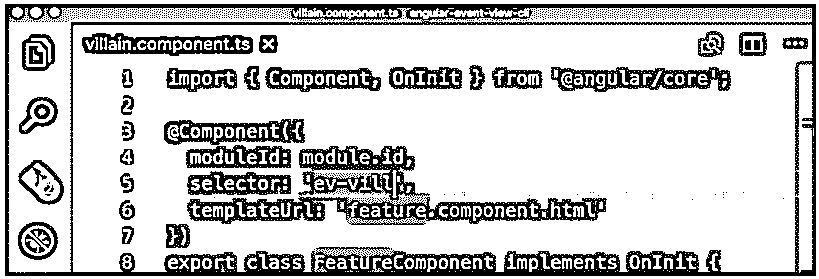 villain.component.ts | angular-event-view-cli
villain.component.ts ×
1 import { Component, OnInit } from '@angular/core';
2
3 @Component({
4 moduleId: module.id,
5 selector: 'ev-vill',
6 templateUrl: 'feature.component.html'
7 })
8 export class FeatureComponent implements OnInit {